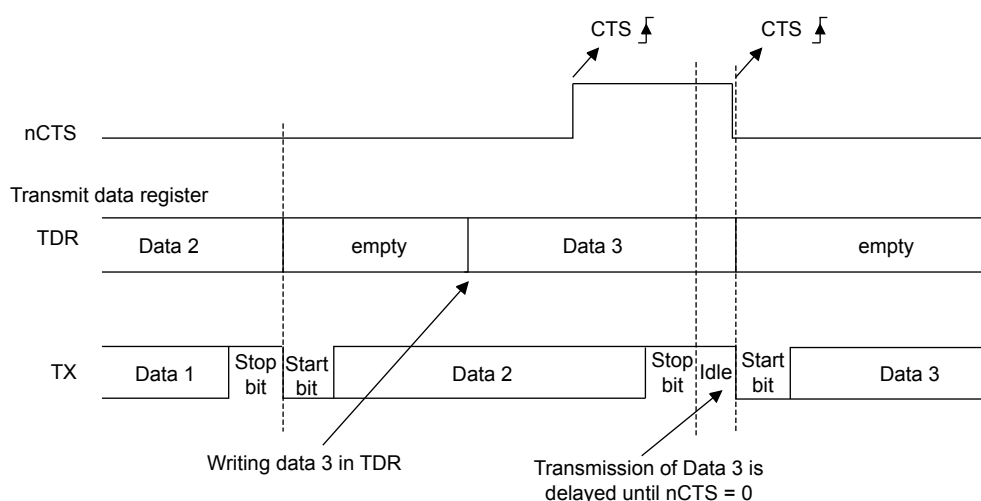 CTS CTS
nCTS
Transmit data register
TDR Data 2 empty Data 3 empty
TX Data 1 Stop bit Start bit Data 2 Stop bit Idle Start bit Data 3
Writing data 3 in TDR
Transmission of Data 3 is
delayed until nCTS = 0